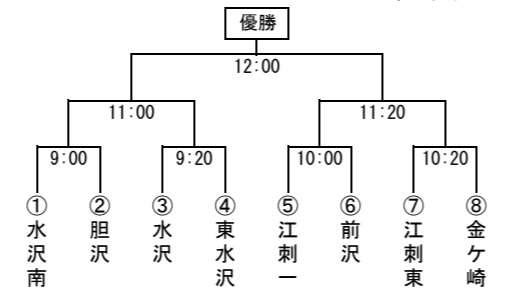 優勝
12:00
11:00
11:20
9:00
9:20
10:00
10:20
①水沢南
②胆沢
③水沢
④東水沢
⑤江刺一
⑥前沢
⑦江刺東
⑧金ケ崎